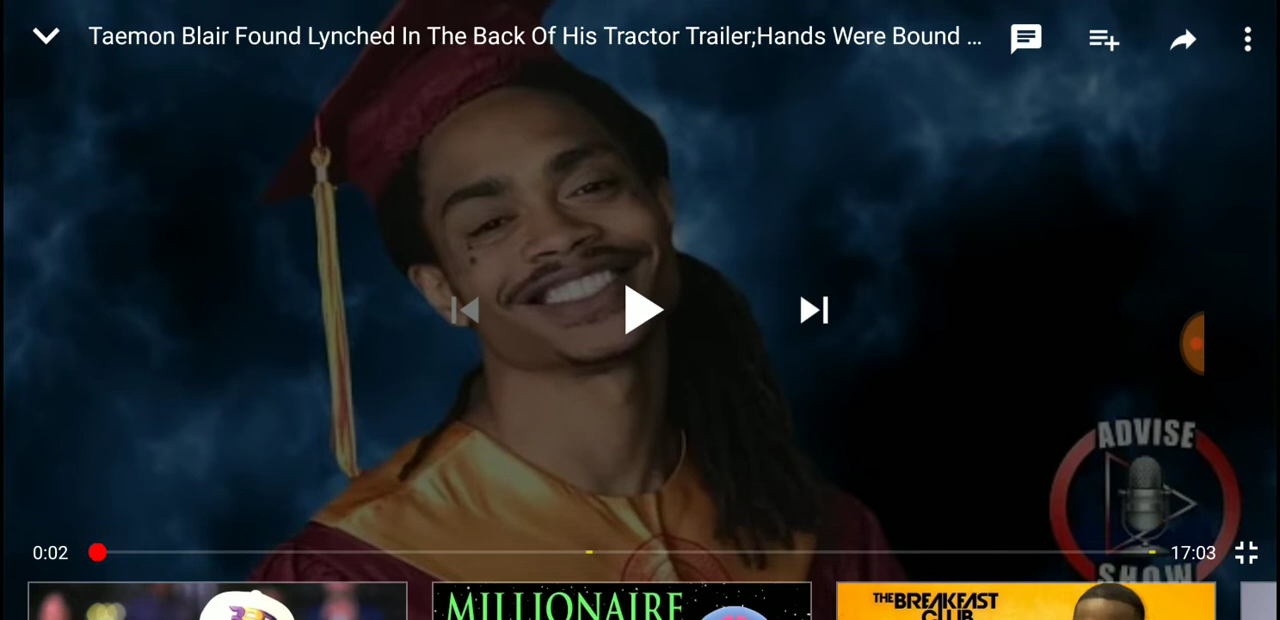 Taemon Blair Found Lynched In The Back Of His Tractor Trailer;Hands Were Bound ...
ADVISE
SHOW
0:02
17:03
MILLIONAIRE
THE BREAKFAST
CLUB